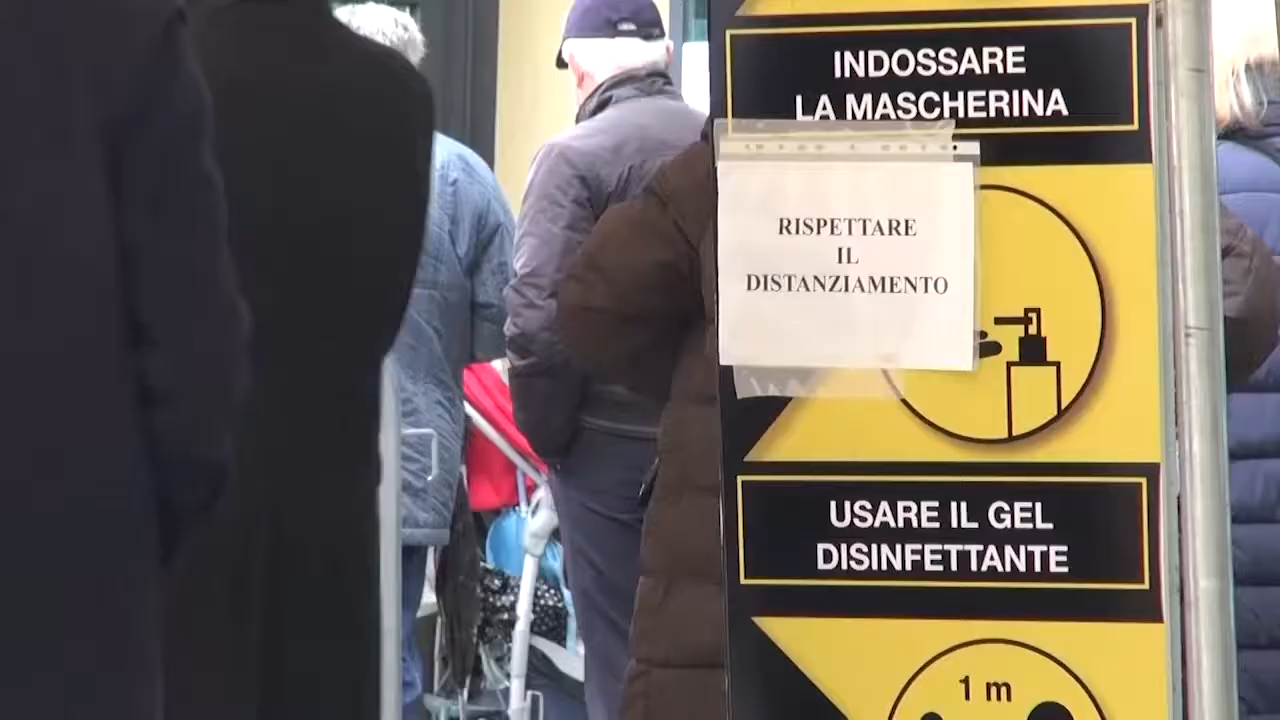 INDOSSARE
LA MASCHERINA
RISPETTARE
IL
DISTANZIAMENTO
USARE IL GEL
DISINFETTANTE
1 m